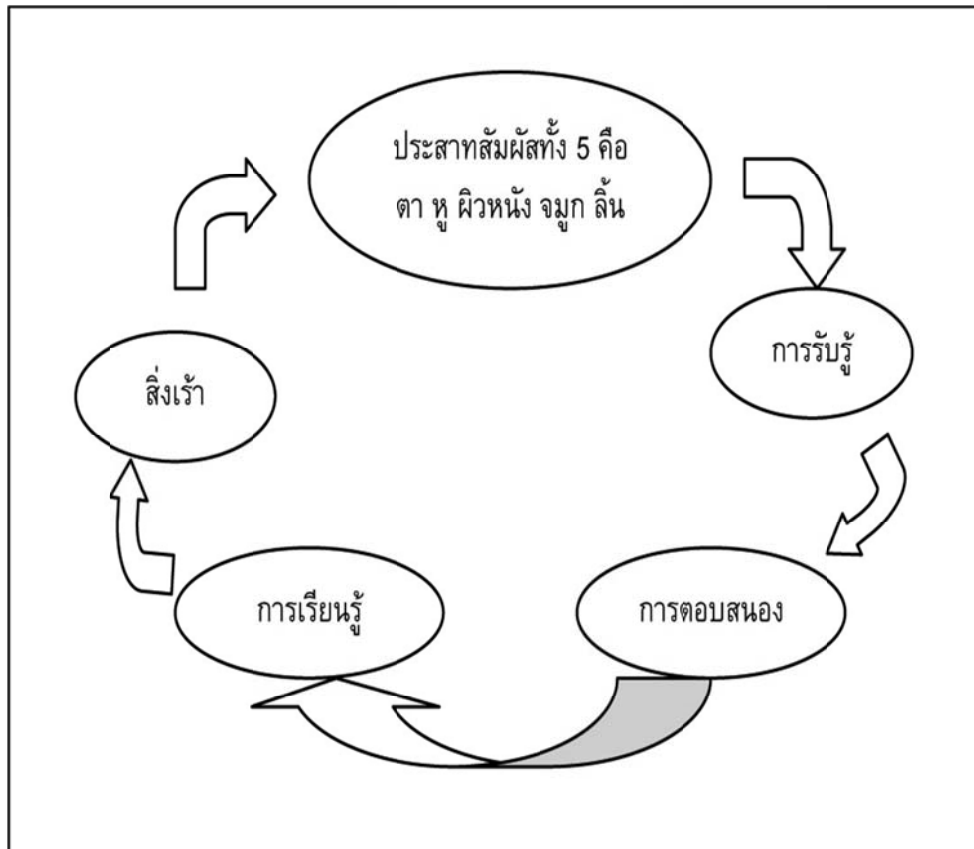 ประสาทสัมผัสทั้ง 5 คือ
ตา หู ผิวหนัง จมูก ลิ้น
การรับรู้
สิ่งเร้า
การเรียนรู้
การตอบสนอง